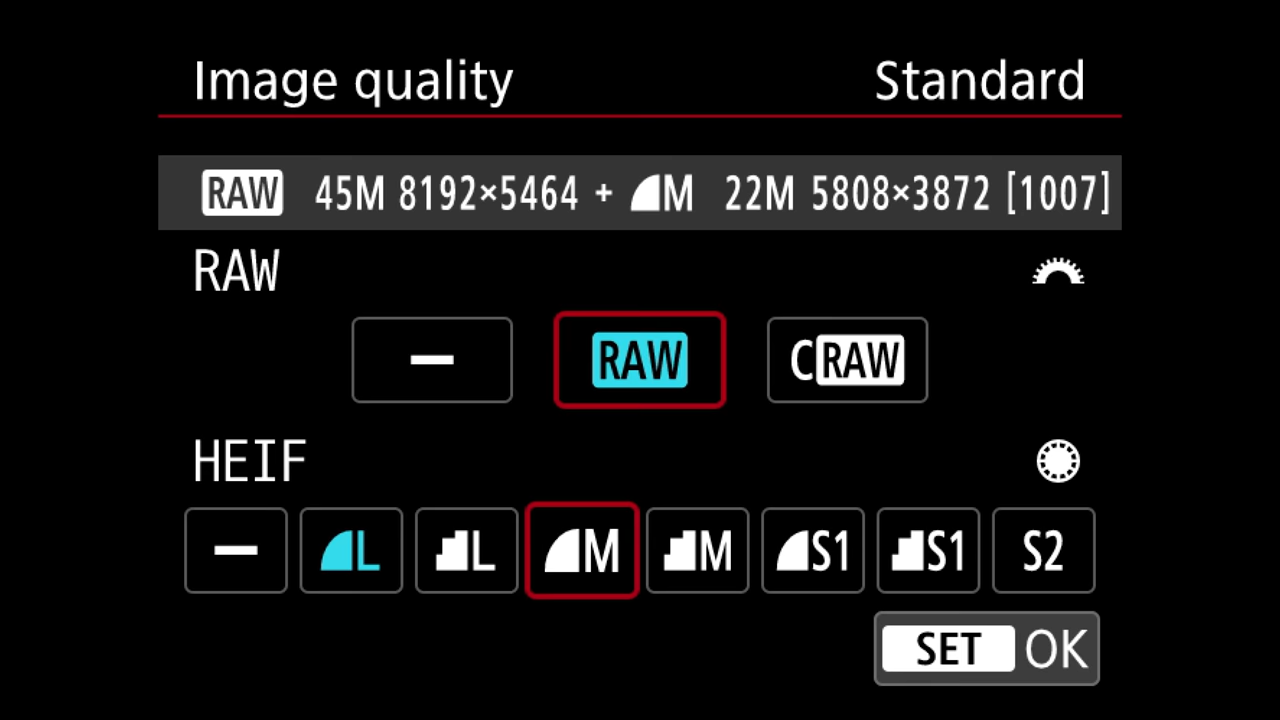 Image quality Standard
RAW 45M 8192×5464 + M 22M 5808×3872 [1007]
RAW
– RAW CRAW
HEIF
– L L M M S1 S1 S2
SET OK